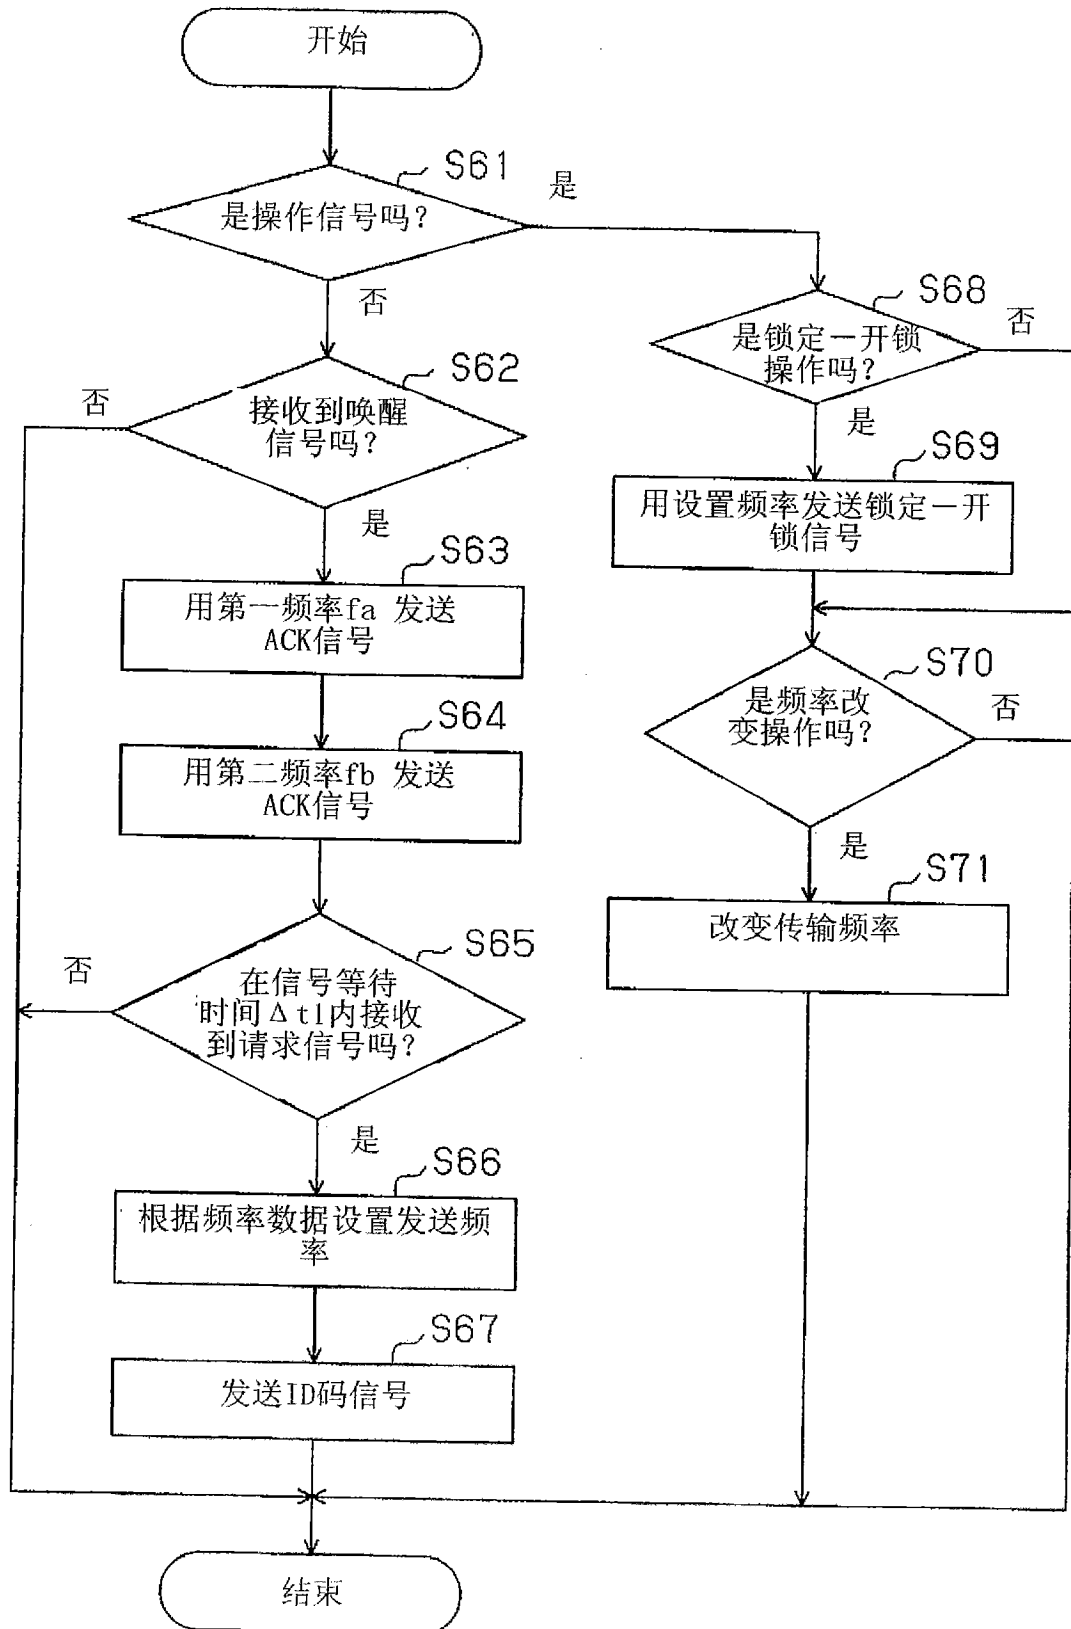 开始
S61
是操作信号吗?
是
否
S68
是锁定－开锁
操作吗?
否
是
S62
接收到唤醒
信号吗?
否
是
S69
用设置频率发送锁定－开
锁信号
S63
用第一频率fa 发送
ACK信号
S70
是频率改
变操作吗?
否
是
S64
用第二频率fb 发送
ACK信号
S71
改变传输频率
S65
在信号等待
时间Δt1内接收
到请求信号吗?
否
是
S66
根据频率数据设置发送频
率
S67
发送ID码信号
结束